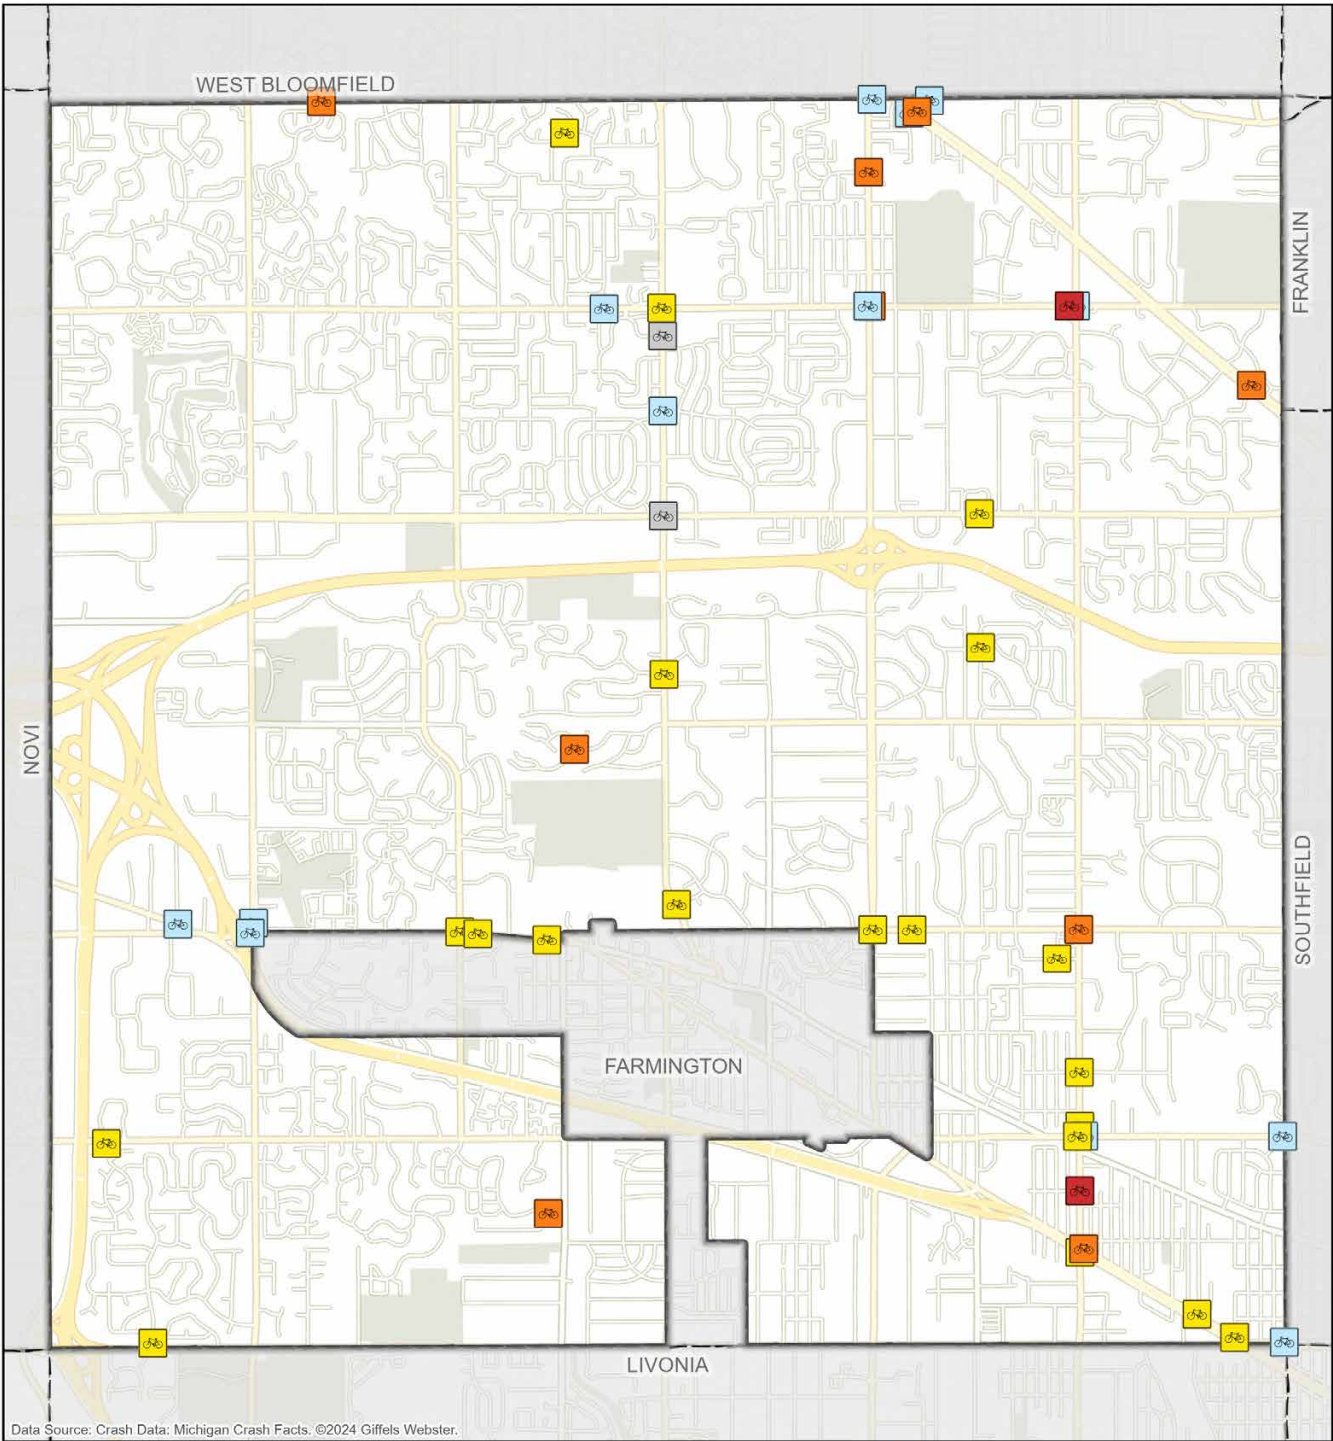 WEST BLOOMFIELD
FRANKLIN
NOVI
SOUTHFIELD
FARMINGTON
LIVONIA
Data Source: Crash Data: Michigan Crash Facts. ©2024 Giffels Webster.